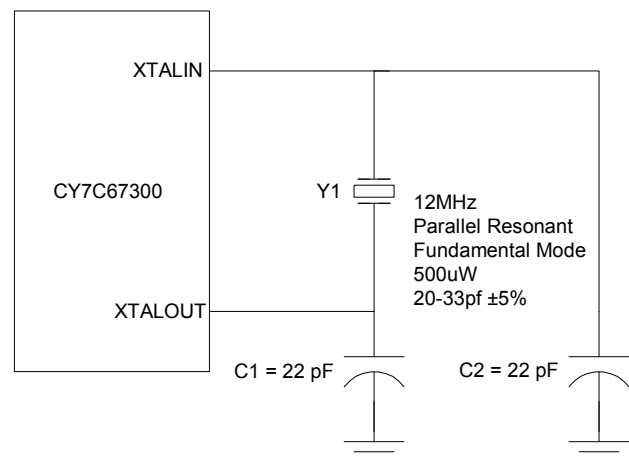 XTALIN
CY7C67300
Y1
12MHz
Parallel Resonant
Fundamental Mode
500uW
20-33pf ±5%
XTALOUT
C1 = 22 pF
C2 = 22 pF